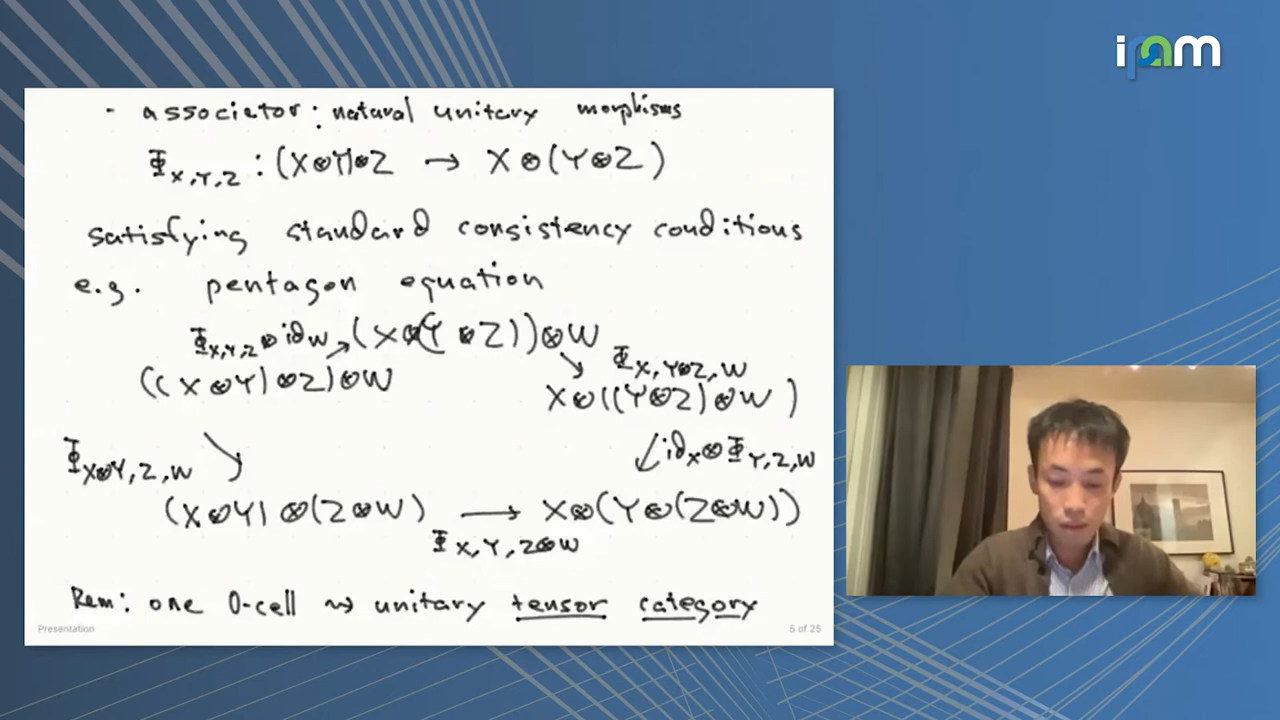 ipam
- associator: natural unitary morphisms
Φ_{X,Y,Z} : (X⊗Y)⊗Z → X⊗(Y⊗Z)
satisfying standard consistency conditions
e.g. pentagon equation
Φ_{X,Y,Z}⊗id_W ↗ (X⊗(Y⊗Z))⊗W
((X⊗Y)⊗Z)⊗W ↘ Φ_{X,Y⊗Z,W}
X⊗((Y⊗Z)⊗W)
Φ_{X⊗Y,Z,W} ↘ ↙ id_X⊗Φ_{Y,Z,W}
(X⊗Y)⊗(Z⊗W) → X⊗(Y⊗(Z⊗W))
Φ_{X,Y,Z⊗W}
Rem: one 0-cell ⇝ unitary tensor category
Presentation 5 of 25